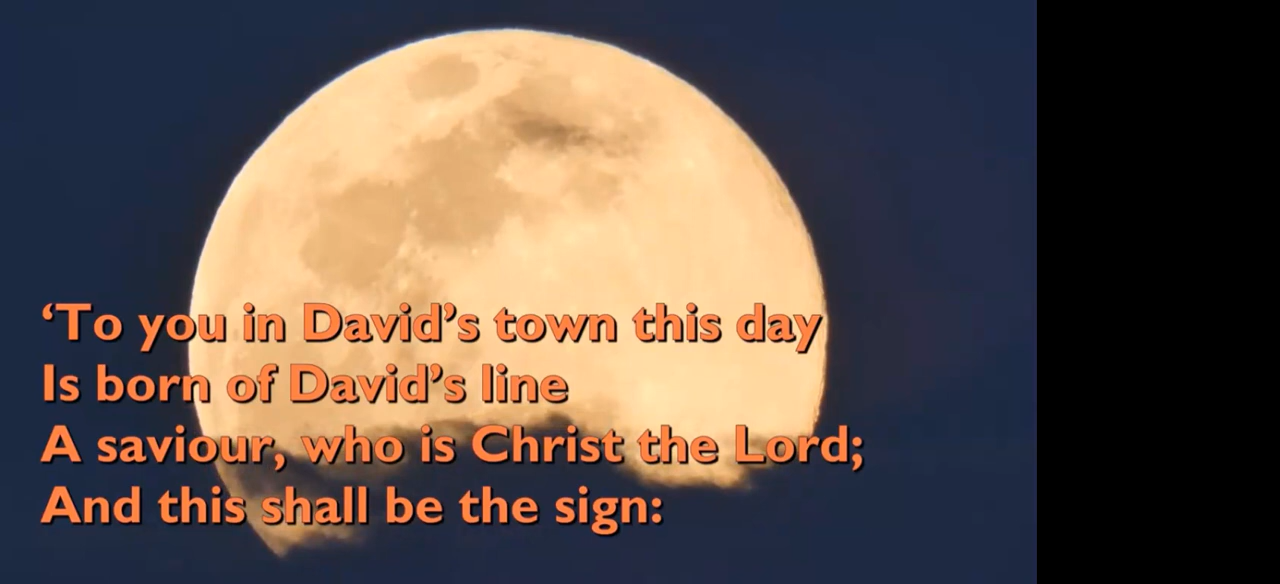 ‘To you in David’s town this day
Is born of David’s line
A saviour, who is Christ the Lord;
And this shall be the sign: